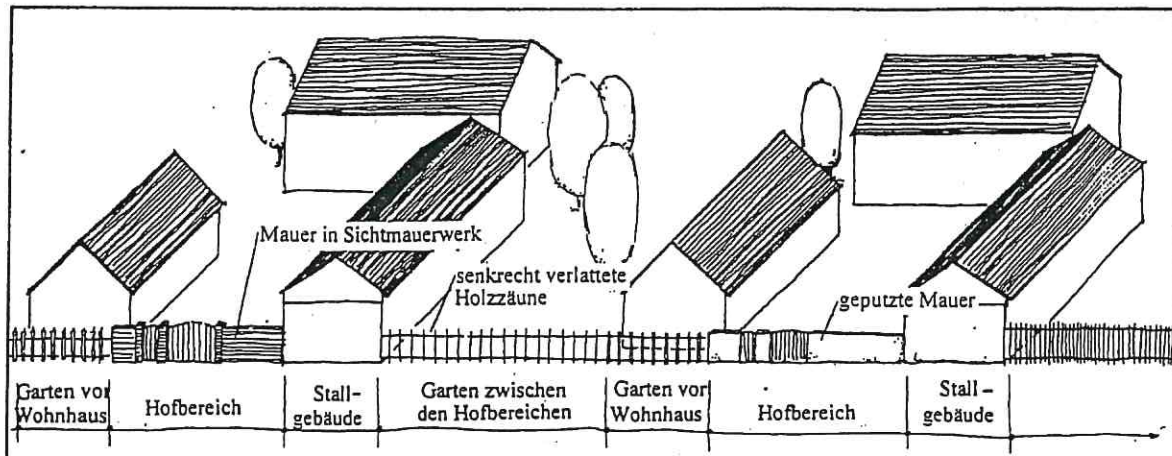 Mauer in Sichtmauerwerk
senkrecht verlattete
Holzzäune
geputzte Mauer
Garten vor
Wohnhaus
Hofbereich
Stall-
gebäude
Garten zwischen
den Hofbereichen
Garten vor
Wohnhaus
Hofbereich
Stall-
gebäude